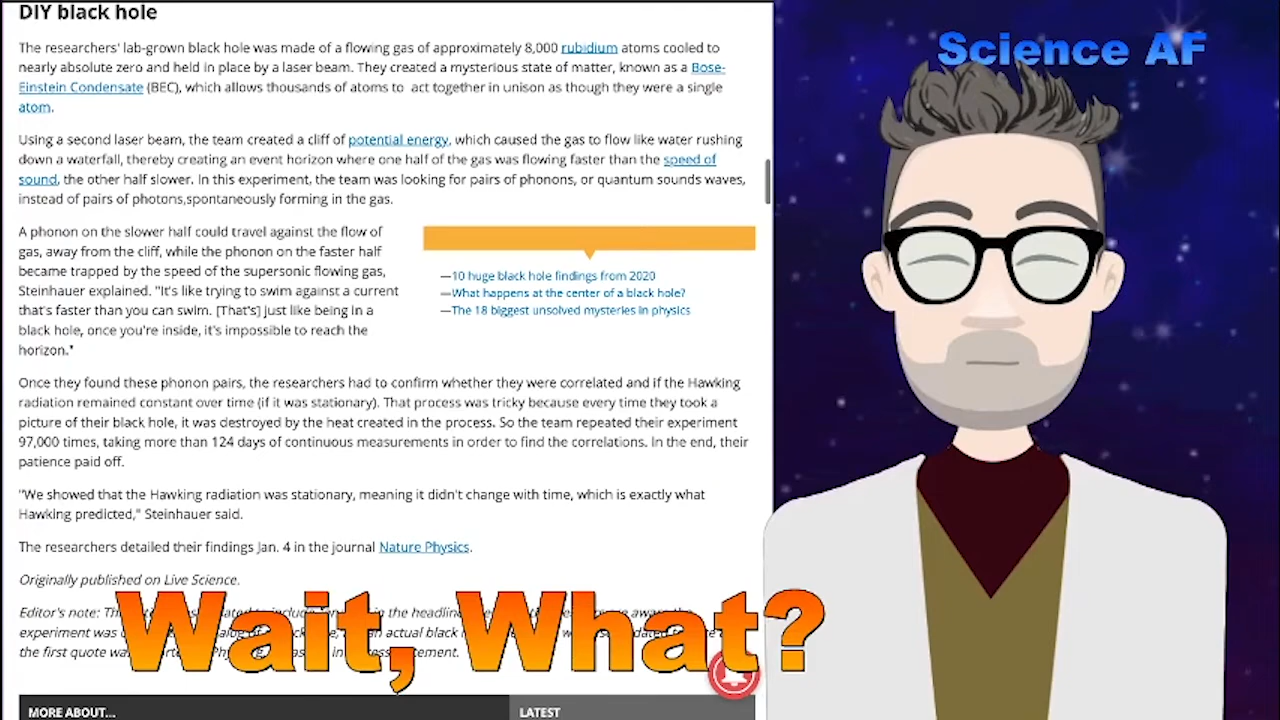 DIY black hole
The researchers' lab-grown black hole was made of a flowing gas of approximately 8,000 rubidium atoms cooled to
nearly absolute zero and held in place by a laser beam. They created a mysterious state of matter, known as a Bose-
Einstein Condensate (BEC), which allows thousands of atoms to act together in unison as though they were a single
atom.
Using a second laser beam, the team created a cliff of potential energy, which caused the gas to flow like water rushing
down a waterfall, thereby creating an event horizon where one half of the gas was flowing faster than the speed of
sound, the other half slower. In this experiment, the team was looking for pairs of phonons, or quantum sounds waves,
instead of pairs of photons,spontaneously forming in the gas.
A phonon on the slower half could travel against the flow of
gas, away from the cliff, while the phonon on the faster half
became trapped by the speed of the supersonic flowing gas,
Steinhauer explained. "It's like trying to swim against a current
that's faster than you can swim. [That's] just like being in a
black hole, once you're inside, it's impossible to reach the
horizon."
—10 huge black hole findings from 2020
—What happens at the center of a black hole?
—The 18 biggest unsolved mysteries in physics
Once they found these phonon pairs, the researchers had to confirm whether they were correlated and if the Hawking
radiation remained constant over time (if it was stationary). That process was tricky because every time they took a
picture of their black hole, it was destroyed by the heat created in the process. So the team repeated their experiment
97,000 times, taking more than 124 days of continuous measurements in order to find the correlations. In the end, their
patience paid off.
"We showed that the Hawking radiation was stationary, meaning it didn't change with time, which is exactly what
Hawking predicted," Steinhauer said.
The researchers detailed their findings Jan. 4 in the journal Nature Physics.
Originally published on Live Science.
Editor's note: in the
experiment was
the first quote
Wait, What?
MORE ABOUT...
LATEST
Science AF